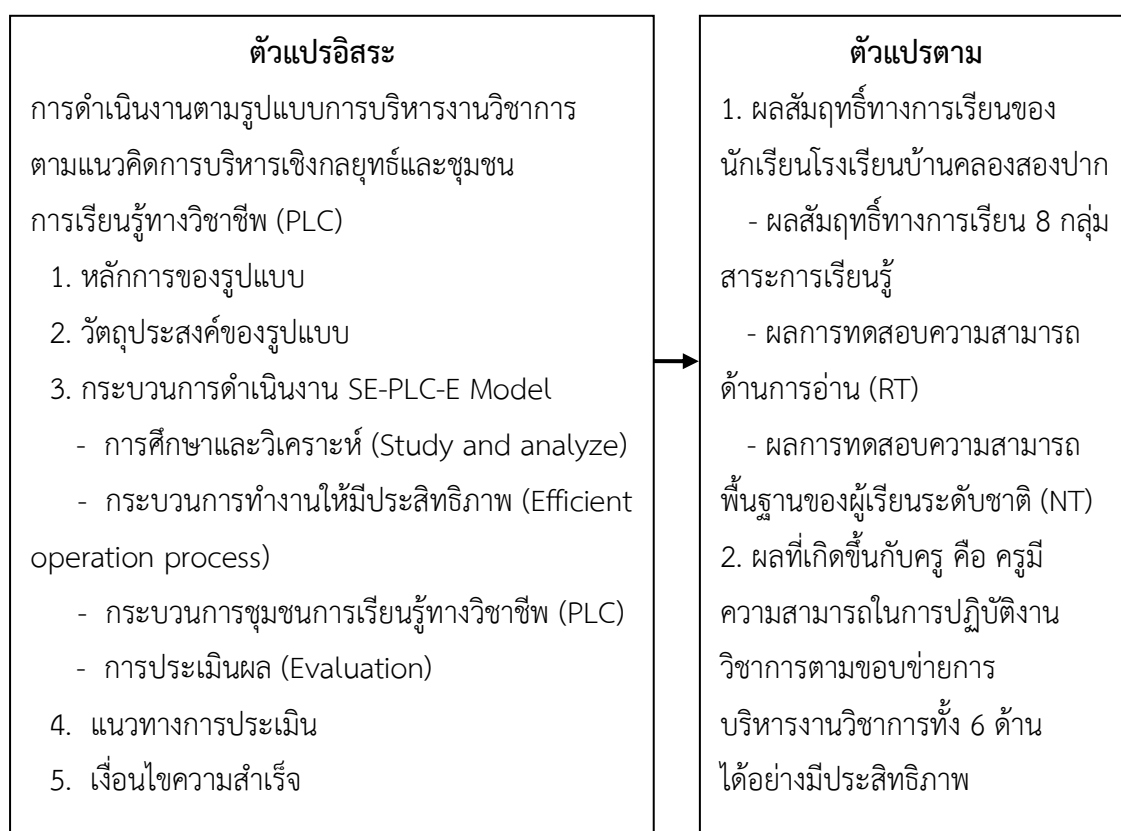 ตัวแปรอิสระ
การดำเนินงานตามรูปแบบการบริหารงานวิชาการ
ตามแนวคิดการบริหารเชิงกลยุทธ์และชุมชน
การเรียนรู้ทางวิชาชีพ (PLC)
1. หลักการของรูปแบบ
2. วัตถุประสงค์ของรูปแบบ
3. กระบวนการดำเนินงาน SE-PLC-E Model
- การศึกษาและวิเคราะห์ (Study and analyze)
- กระบวนการทำงานให้มีประสิทธิภาพ (Efficient
operation process)
- กระบวนการชุมชนการเรียนรู้ทางวิชาชีพ (PLC)
- การประเมินผล (Evaluation)
4. แนวทางการประเมิน
5. เงื่อนไขความสำเร็จ
ตัวแปรตาม
1. ผลสัมฤทธิ์ทางการเรียนของ
นักเรียนโรงเรียนบ้านคลองสองปาก
- ผลสัมฤทธิ์ทางการเรียน 8 กลุ่ม
สาระการเรียนรู้
- ผลการทดสอบความสามารถ
ด้านการอ่าน (RT)
- ผลการทดสอบความสามารถ
พื้นฐานของผู้เรียนระดับชาติ (NT)
2. ผลที่เกิดขึ้นกับครู คือ ครูมี
ความสามารถในการปฏิบัติงาน
วิชาการตามขอบข่ายการ
บริหารงานวิชาการทั้ง 6 ด้าน
ได้อย่างมีประสิทธิภาพ